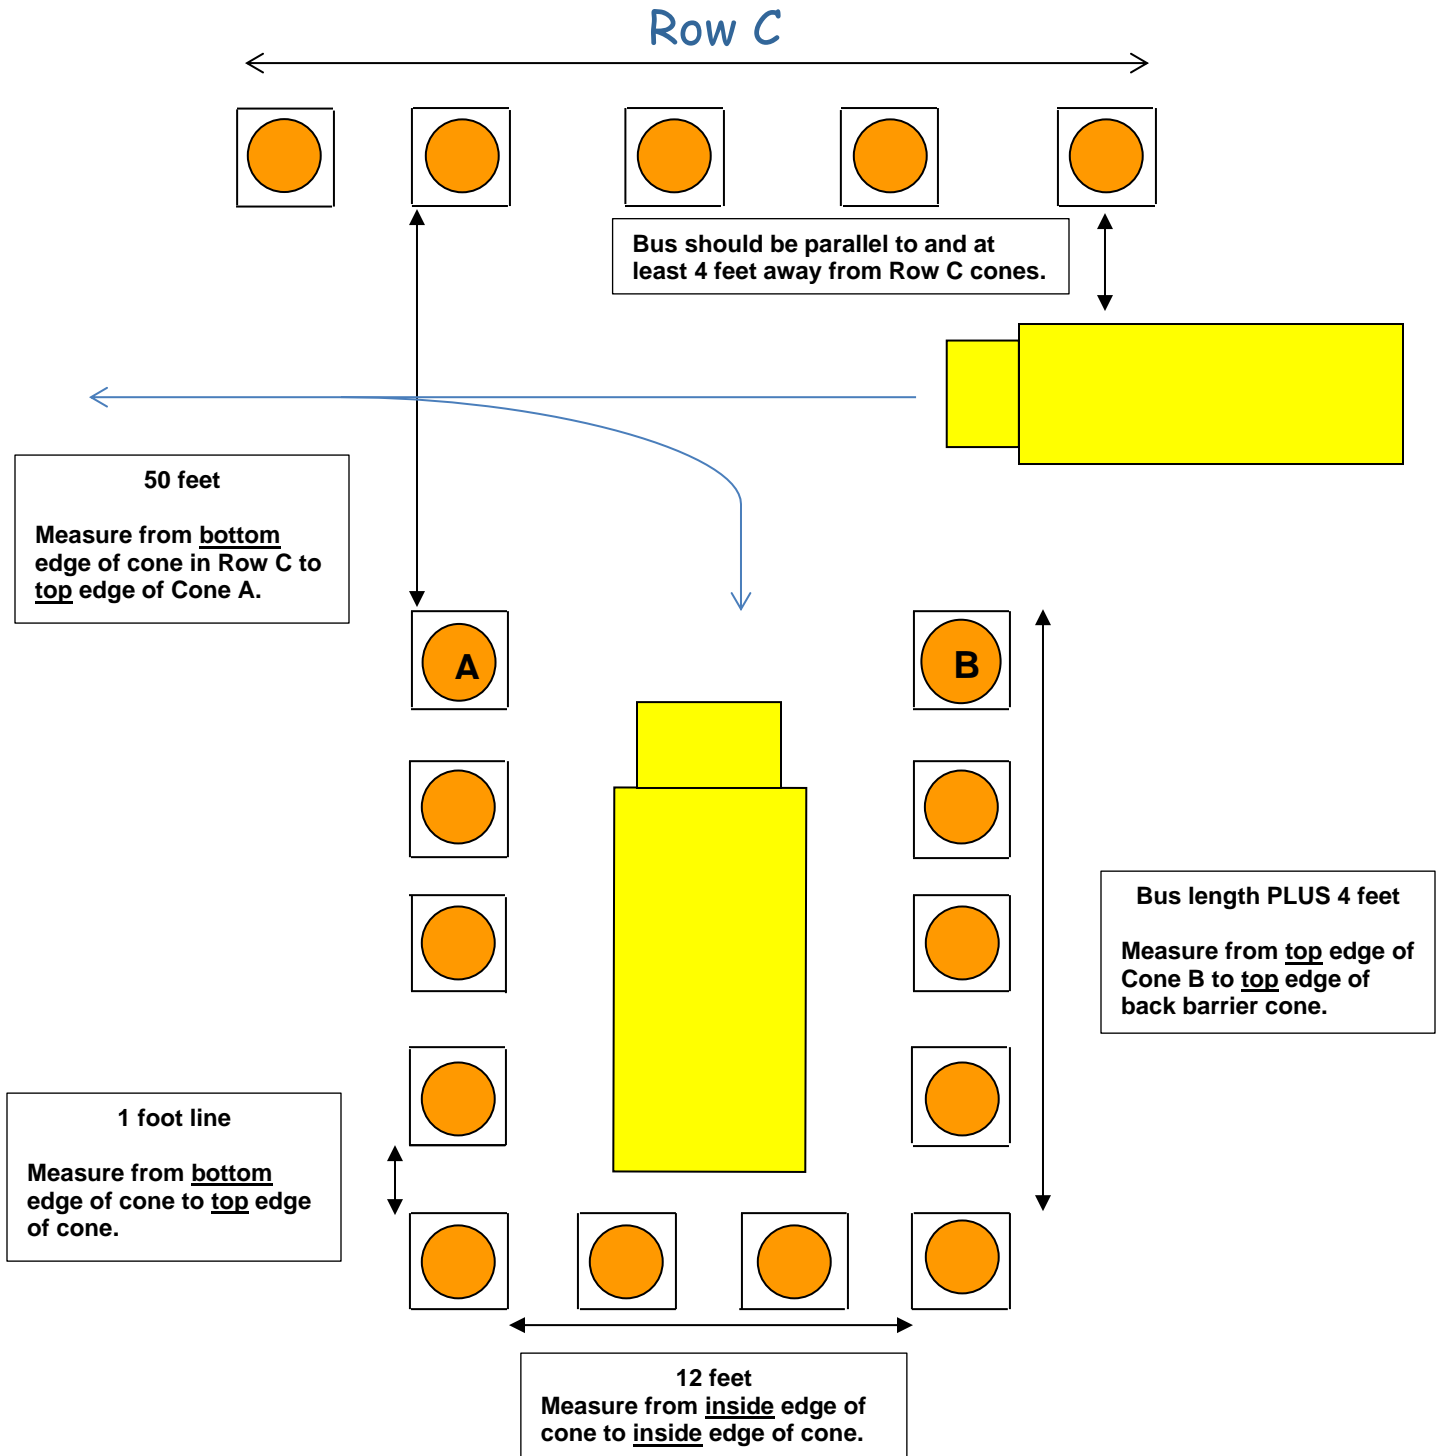 Row C
Bus should be parallel to and at
least 4 feet away from Row C cones.
50 feet
Measure from bottom
edge of cone in Row C to
top edge of Cone A.
A
B
Bus length PLUS 4 feet
Measure from top edge of
Cone B to top edge of
back barrier cone.
1 foot line
Measure from bottom
edge of cone to top edge
of cone.
12 feet
Measure from inside edge of
cone to inside edge of cone.